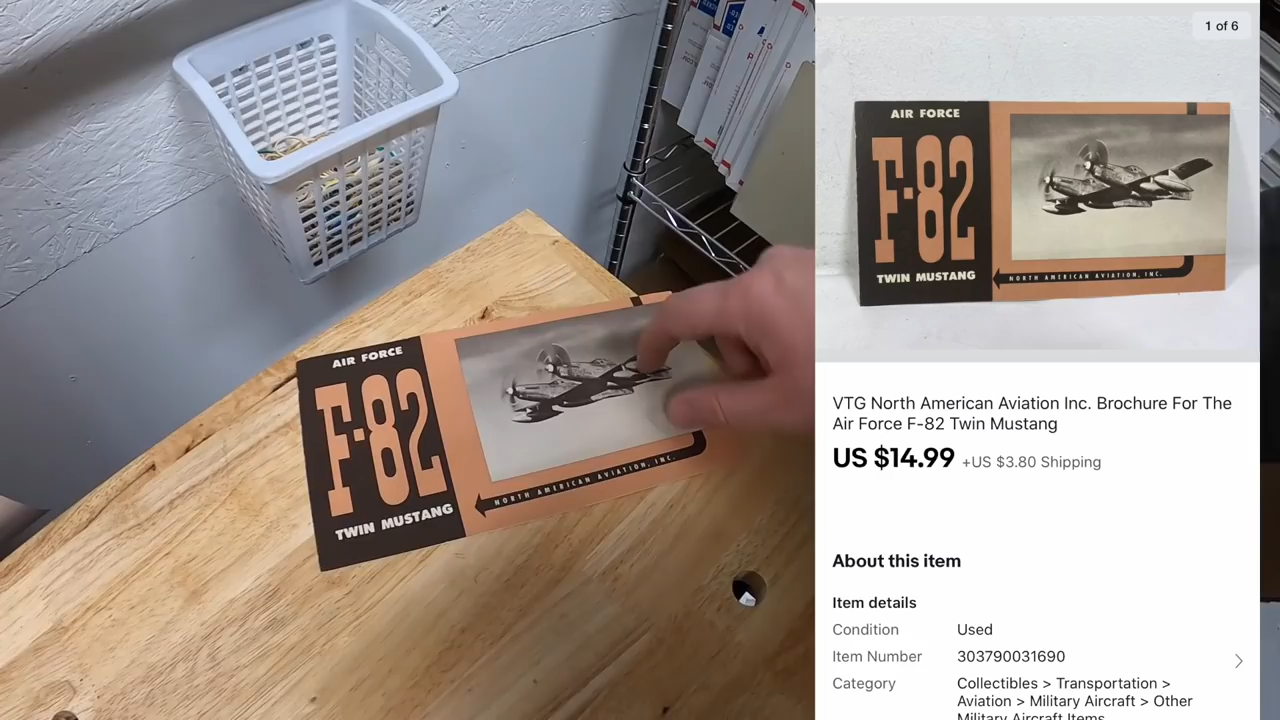 AIR FORCE
F-82
TWIN MUSTANG
NORTH AMERICAN AVIATION, INC.
1 of 6
AIR FORCE
F-82
TWIN MUSTANG
NORTH AMERICAN AVIATION, INC.
VTG North American Aviation Inc. Brochure For The
Air Force F-82 Twin Mustang
US $14.99 +US $3.80 Shipping
About this item
Item details
Condition Used
Item Number 303790031690
Category Collectibles > Transportation >
Aviation > Military Aircraft > Other
Military Aircraft Items